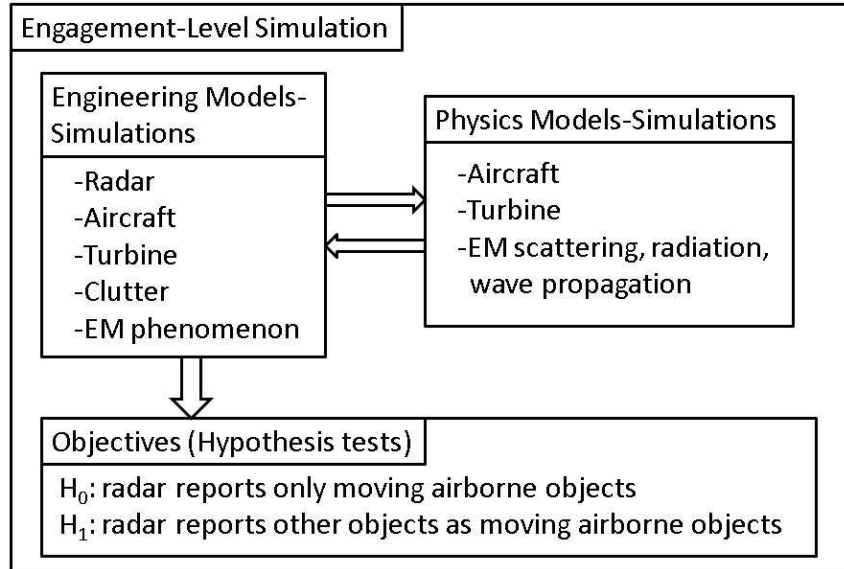 Engagement-Level Simulation
Engineering Models-
Simulations
-Radar
-Aircraft
-Turbine
-Clutter
-EM phenomenon
Physics Models-Simulations
-Aircraft
-Turbine
-EM scattering, radiation,
wave propagation
Objectives (Hypothesis tests)
H₀: radar reports only moving airborne objects
H₁: radar reports other objects as moving airborne objects